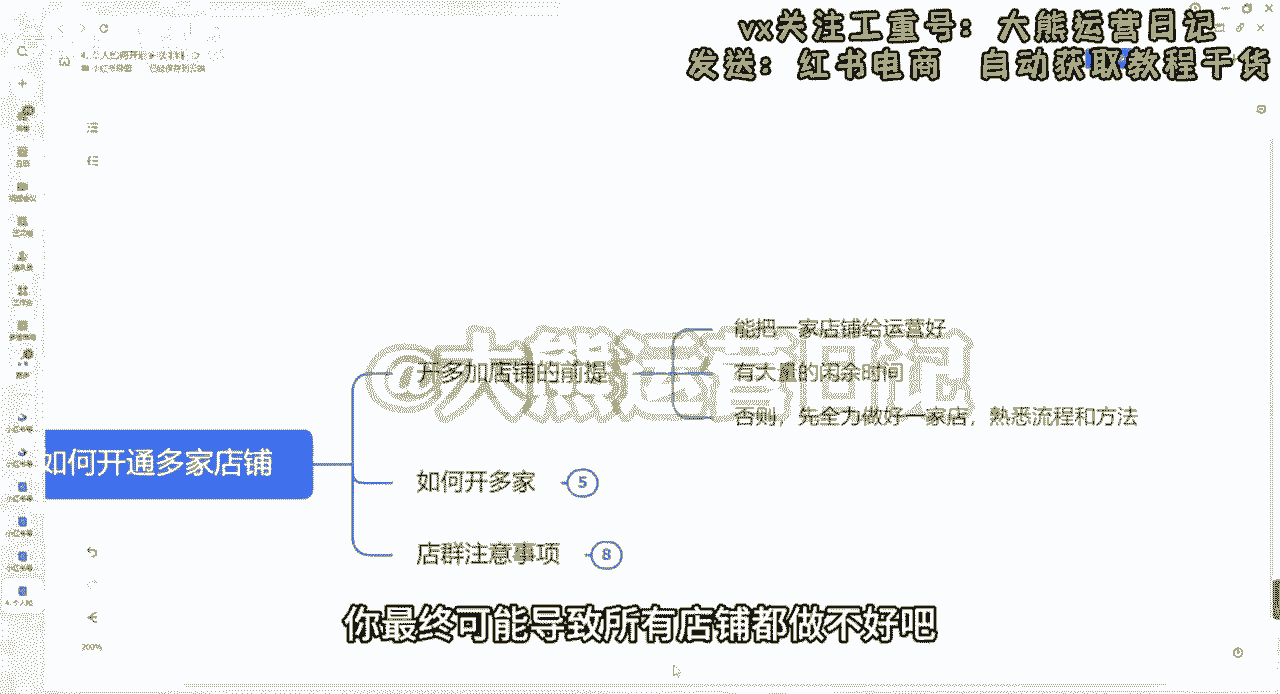 vx关注工重号：大熊运营日记
发送：红书电商 自动获取教程干货
能把一家店铺给运营好
@大熊运营日记
开多加店铺的前提
有大量的闲余时间
否则，先全力做好一家店，熟悉流程和方法
如何开通多家店铺
如何开多家 5
店群注意事项 8
你最终可能导致所有店铺都做不好吧
200%